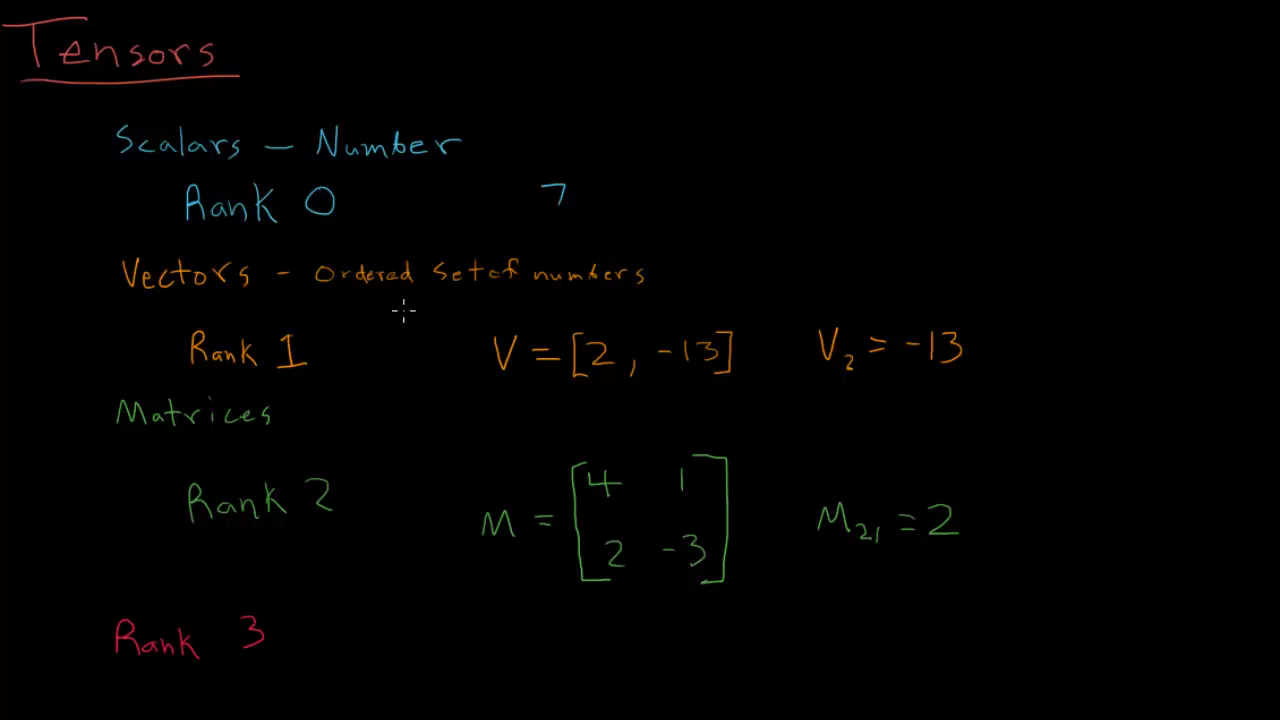 Tensors
Scalars – Number
Rank 0 7
Vectors – Ordered set of numbers
Rank 1 V = [2, -13] V₂ = -13
Matrices
4 1
Rank 2 M = M₂₁ = 2
2 -3
Rank 3